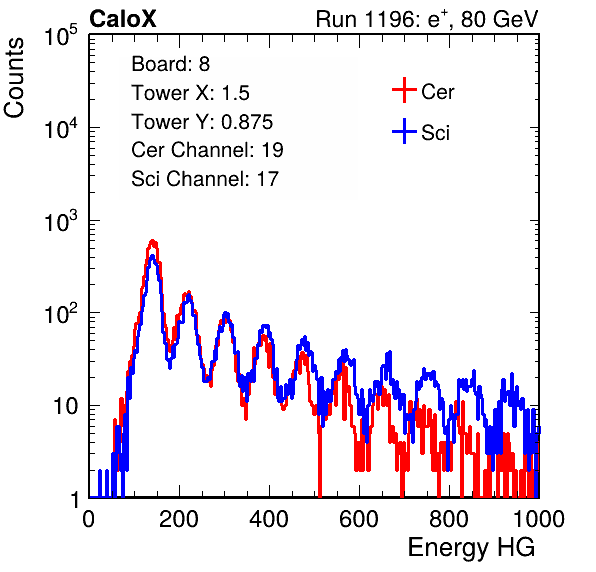 CaloX
Run 1196: e⁺, 80 GeV
Counts
10⁵
10⁴
10³
10²
10
1
Board: 8
Tower X: 1.5
Tower Y: 0.875
Cer Channel: 19
Sci Channel: 17
Cer
Sci
0 200 400 600 800 1000
Energy HG